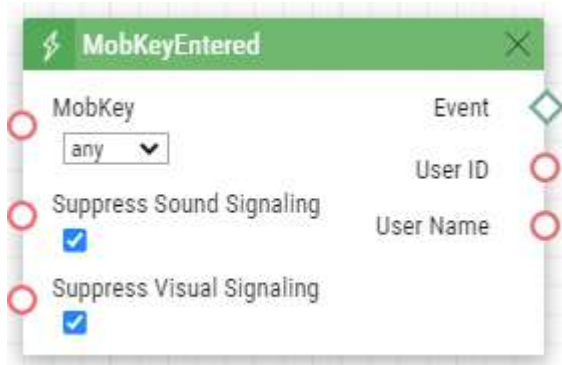 MobKeyEntered
MobKey
Event
any
User ID
Suppress Sound Signaling
User Name
Suppress Visual Signaling